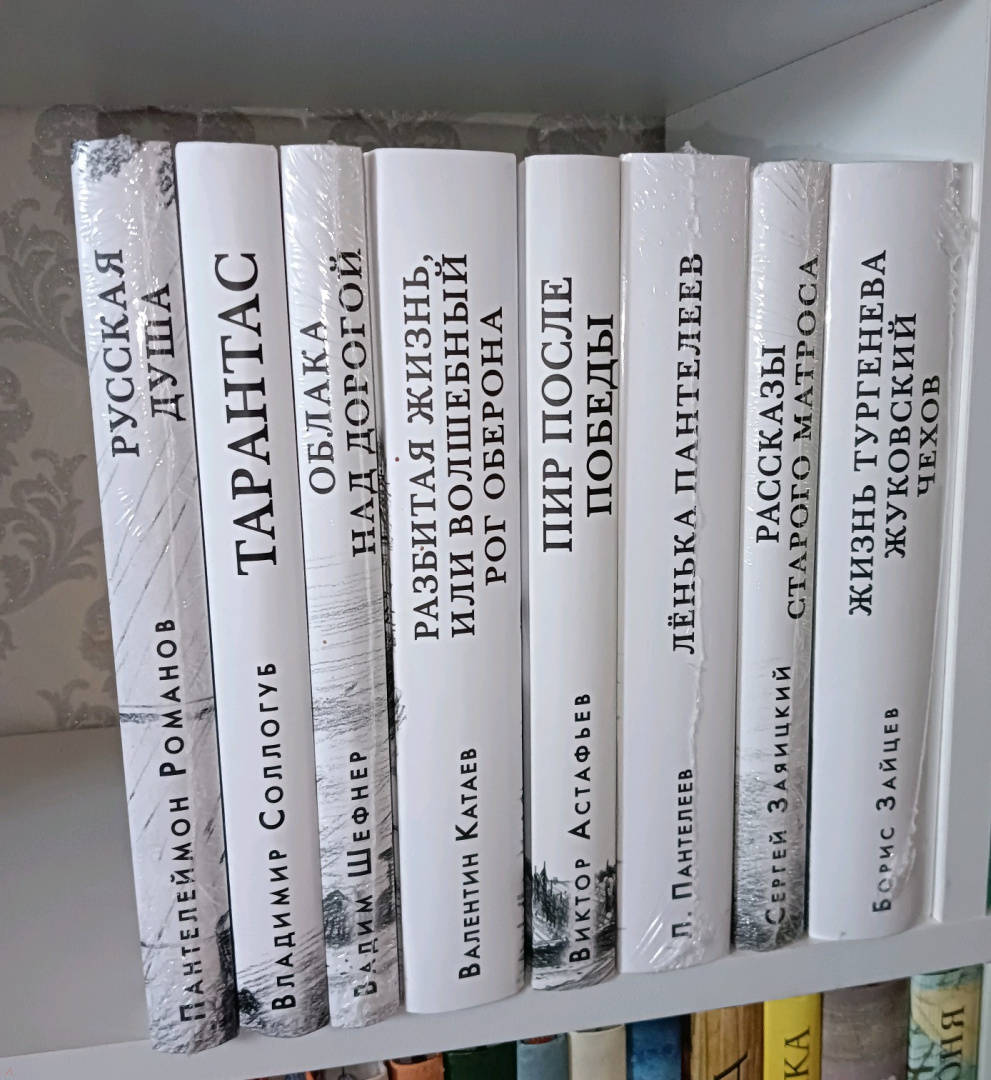 РУССКАЯ
ДУША
ПАНТЕЛЕЙМОН РОМАНОВ
ТАРАНТАС
ВЛАДИМИР СОЛЛОГУБ
ОБЛАКА
НАД ДОРОГОЙ
ВАДИМ ШЕФНЕР
РАЗБИТАЯ ЖИЗНЬ,
ИЛИ ВОЛШЕБНЫЙ
РОГ ОБЕРОНА
ВАЛЕНТИН КАТАЕВ
ПИР ПОСЛЕ
ПОБЕДЫ
ВИКТОР АСТАФЬЕВ
ЛЁНЬКА ПАНТЕЛЕЕВ
Л. ПАНТЕЛЕЕВ
РАССКАЗЫ
СТАРОГО МАТРОСА
СЕРГЕЙ ЗАЯИЦКИЙ
ЖИЗНЬ ТУРГЕНЕВА
ЖУКОВСКИЙ
ЧЕХОВ
БОРИС ЗАЙЦЕВ